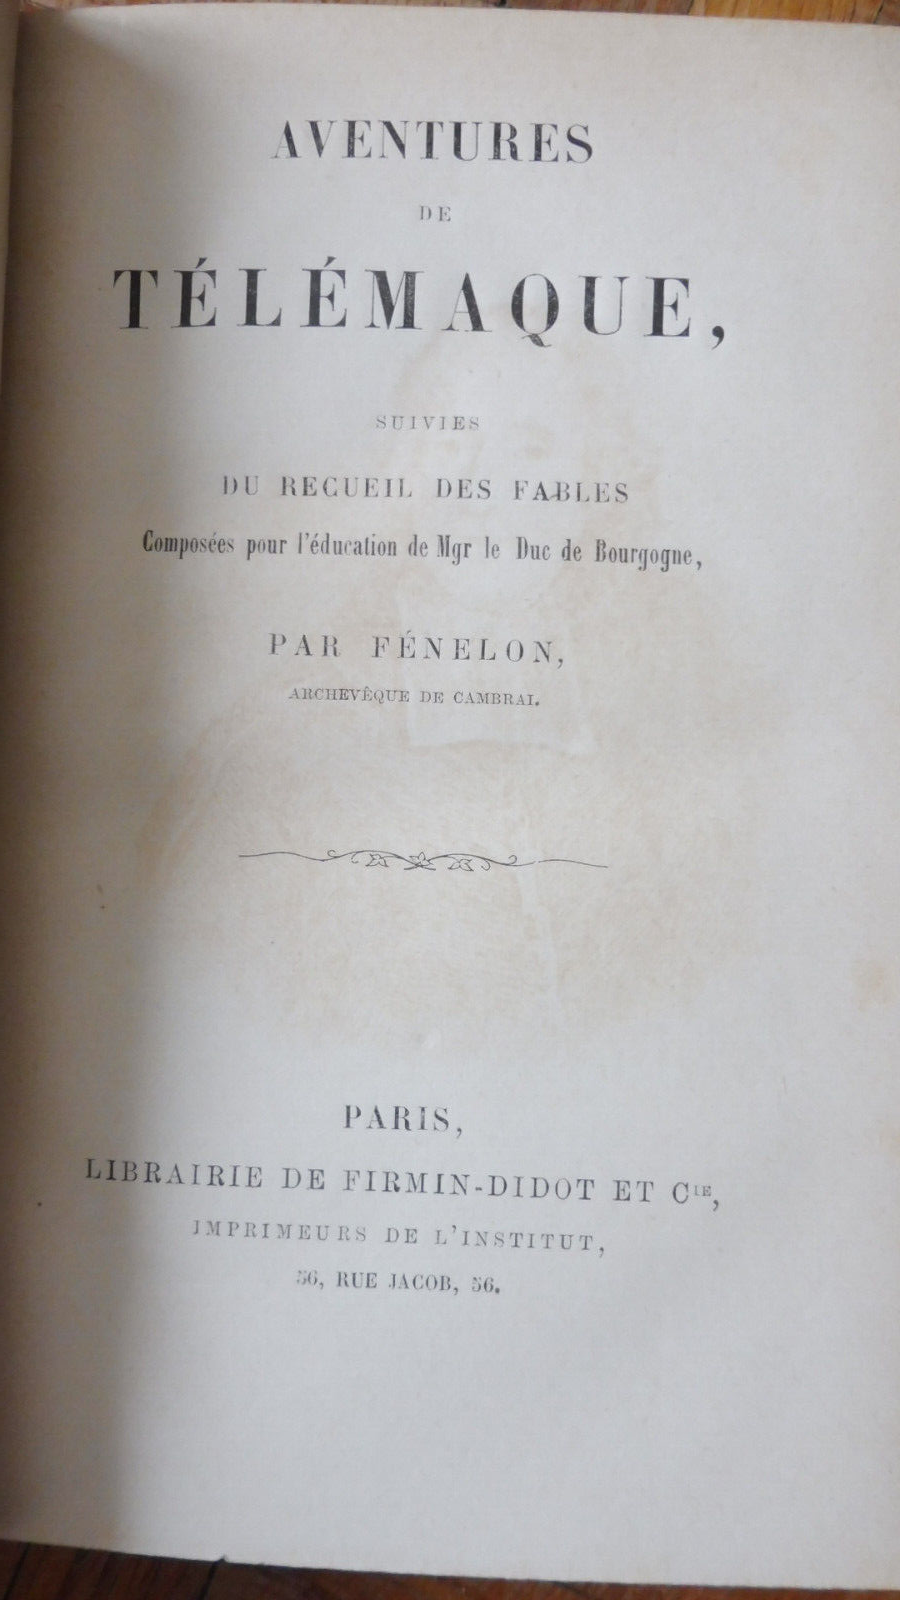 AVENTURES
DE
TÉLÉMAQUE,
SUIVIES
DU RECUEIL DES FABLES
Composées pour l'éducation de Mgr le Duc de Bourgogne,
PAR FÉNELON,
ARCHEVÊQUE DE CAMBRAI.
PARIS,
LIBRAIRIE DE FIRMIN-DIDOT ET CIE,
IMPRIMEURS DE L'INSTITUT,
56, RUE JACOB, 56.